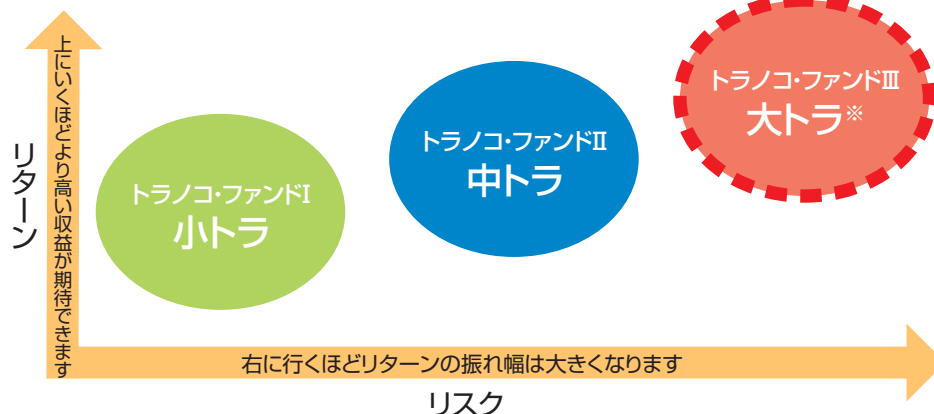 リターン
上にいくほどより高い収益が期待できます
トラノコ・ファンドⅠ
小トラ
トラノコ・ファンドⅡ
中トラ
トラノコ・ファンドⅢ
大トラ※
右に行くほどリターンの振れ幅は大きくなります
リスク